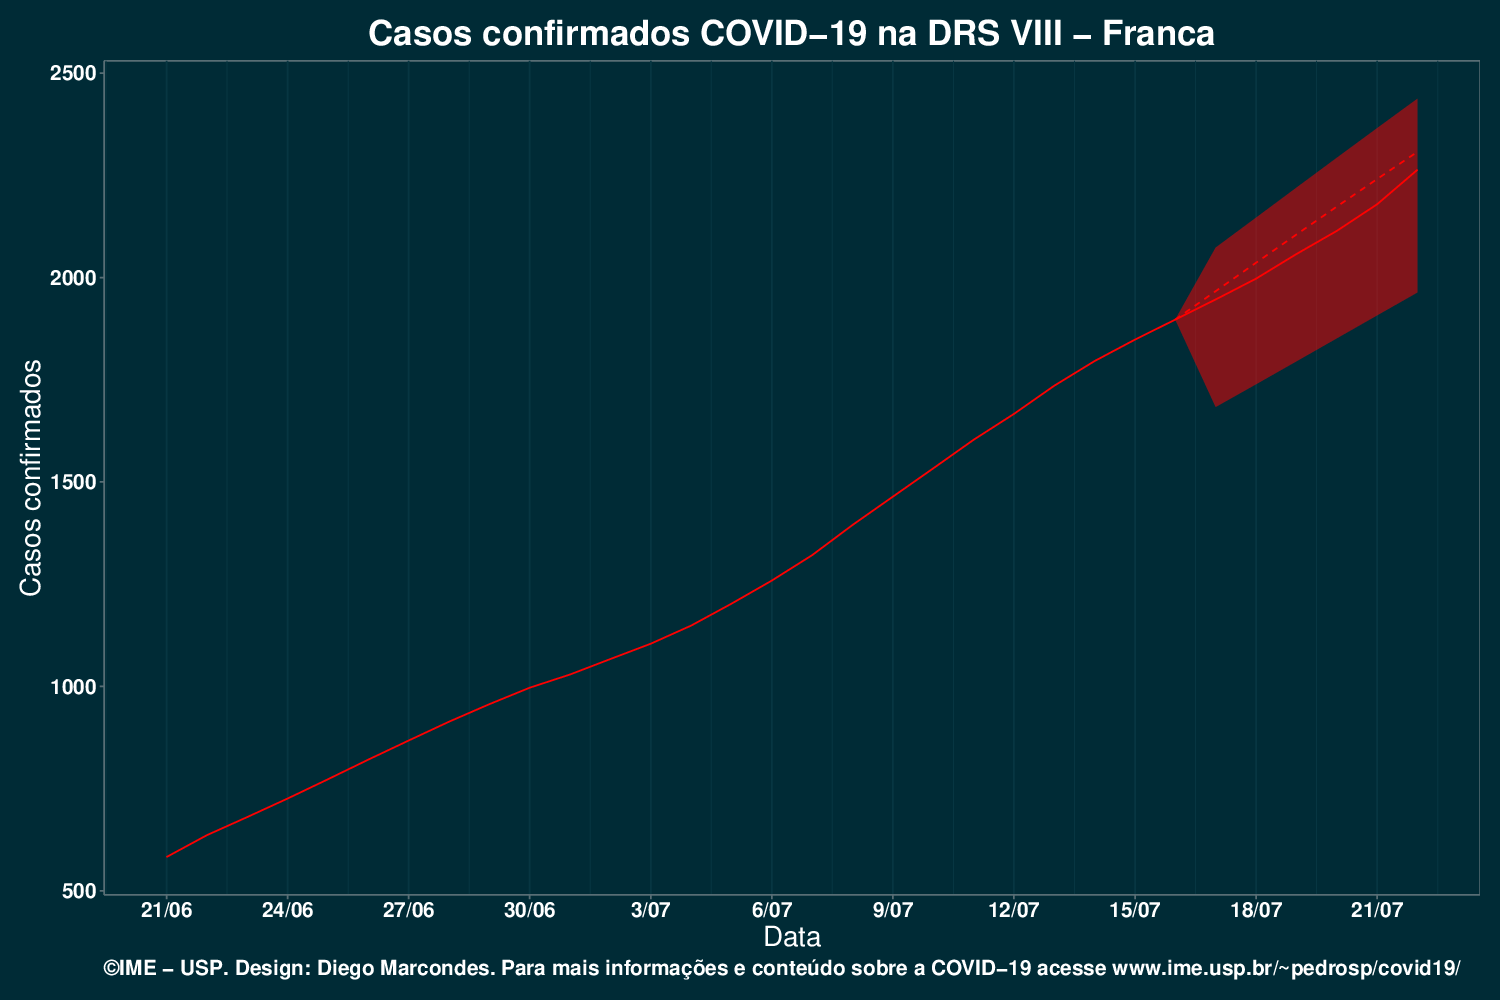 Casos confirmados COVID−19 na DRS VIII − Franca
2500
2000
1500
1000
500
Casos confirmados
21/06 24/06 27/06 30/06 3/07 6/07 9/07 12/07 15/07 18/07 21/07
Data
©IME − USP. Design: Diego Marcondes. Para mais informações e conteúdo sobre a COVID−19 acesse www.ime.usp.br/~pedrosp/covid19/